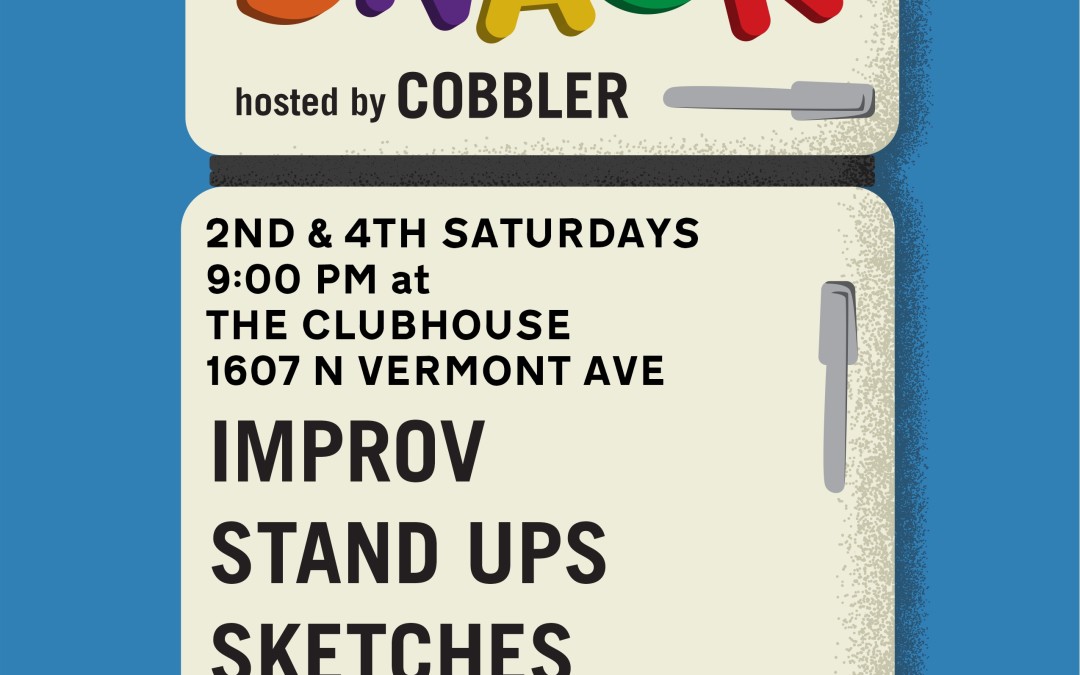 hosted by COBBLER
2ND & 4TH SATURDAYS
9:00 PM at
THE CLUBHOUSE
1607 N VERMONT AVE
IMPROV
STAND UPS
SKETCHES